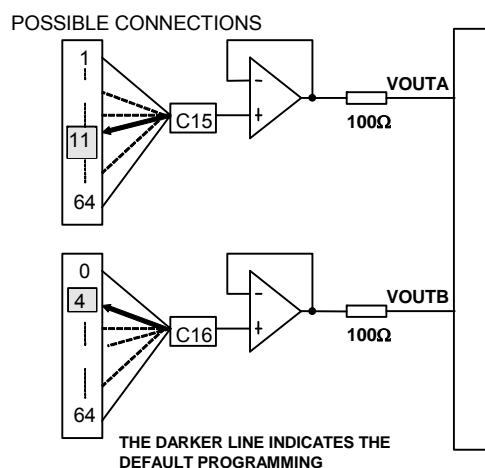 POSSIBLE CONNECTIONS
1
11
64
C15
-
+
VOUTA
100Ω
0
4
64
C16
-
+
VOUTB
100Ω
THE DARKER LINE INDICATES THE
DEFAULT PROGRAMMING